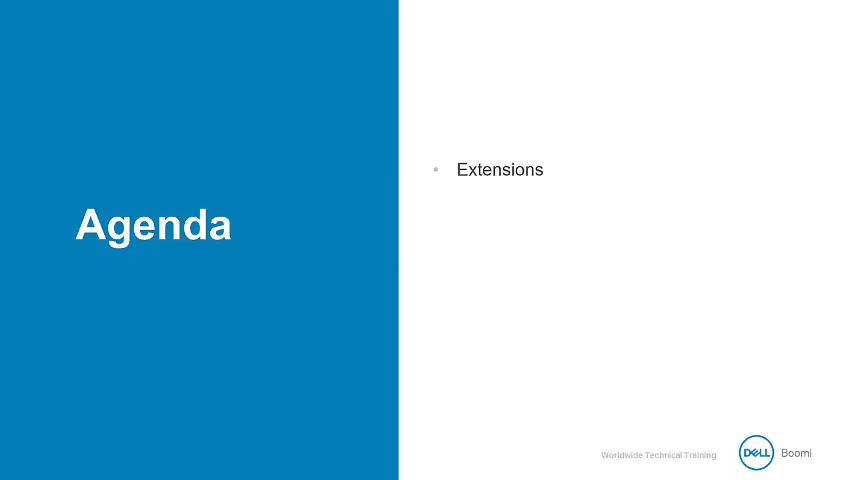 Agenda
• Extensions
Worldwide Technical Training
DELL Boomi